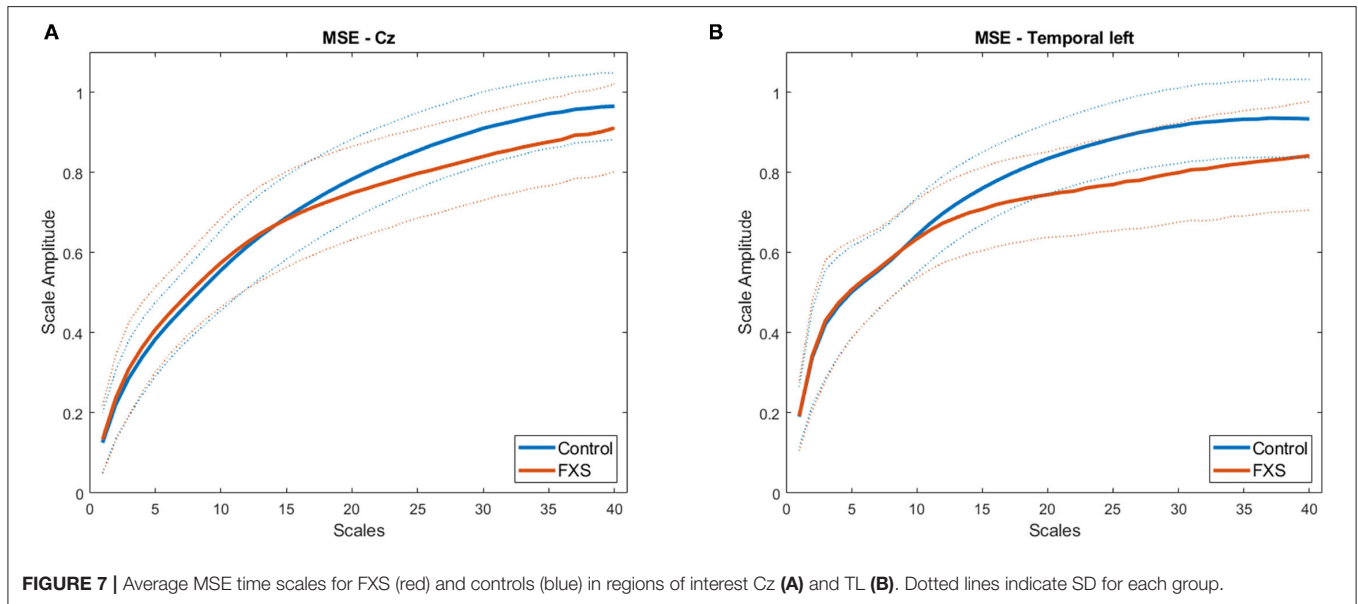 A
MSE - Cz
Scale Amplitude
1
0.8
0.6
0.4
0.2
0
0 5 10 15 20 25 30 35 40
Scales
Control
FXS
B
MSE - Temporal left
Scale Amplitude
1
0.8
0.6
0.4
0.2
0
0 5 10 15 20 25 30 35 40
Scales
Control
FXS
FIGURE 7 | Average MSE time scales for FXS (red) and controls (blue) in regions of interest Cz (A) and TL (B). Dotted lines indicate SD for each group.